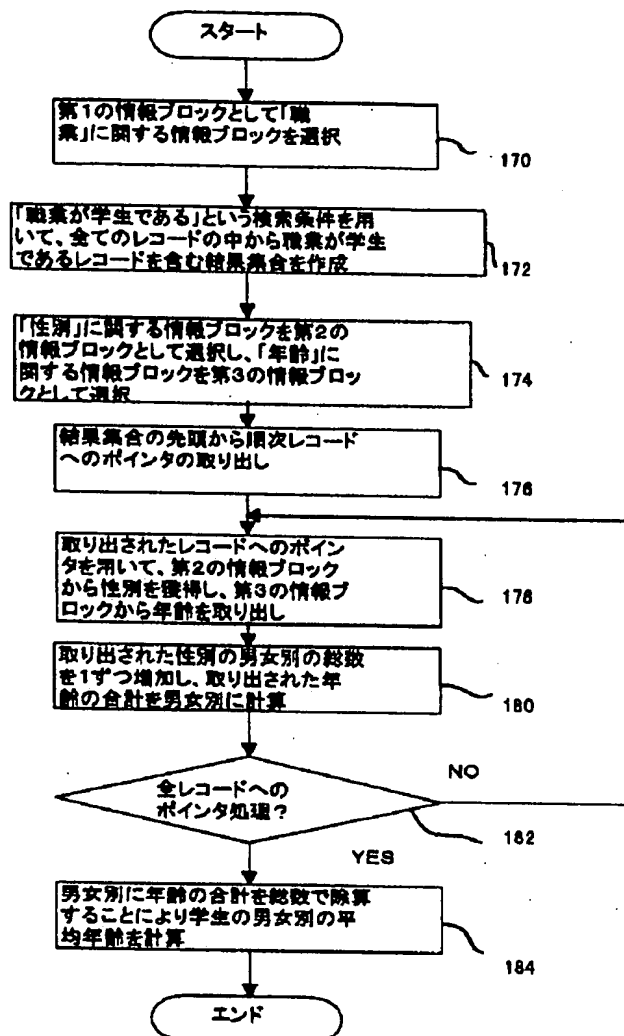 スタート
第1の情報ブロックとして「職
業」に関する情報ブロックを選択
170
「職業が学生である」という検索条件を用
いて、全てのレコードの中から職業が学生
であるレコードを含む結果集合を作成
172
「性別」に関する情報ブロックを第2の
情報ブロックとして選択し、「年齢」に
関する情報ブロックを第3の情報ブロッ
クとして選択
174
結果集合の先頭から順次レコード
へのポインタの取り出し
176
取り出されたレコードへのポイン
タを用いて、第2の情報ブロック
から性別を獲得し、第3の情報ブ
ロックから年齢を取り出し
178
取り出された性別の男女別の総数
を1ずつ増加し、取り出された年
齢の合計を男女別に計算
180
全レコードへの
ポインタ処理?
NO
182
YES
男女別に年齢の合計を総数で除算
することにより学生の男女別の平
均年齢を計算
184
エンド